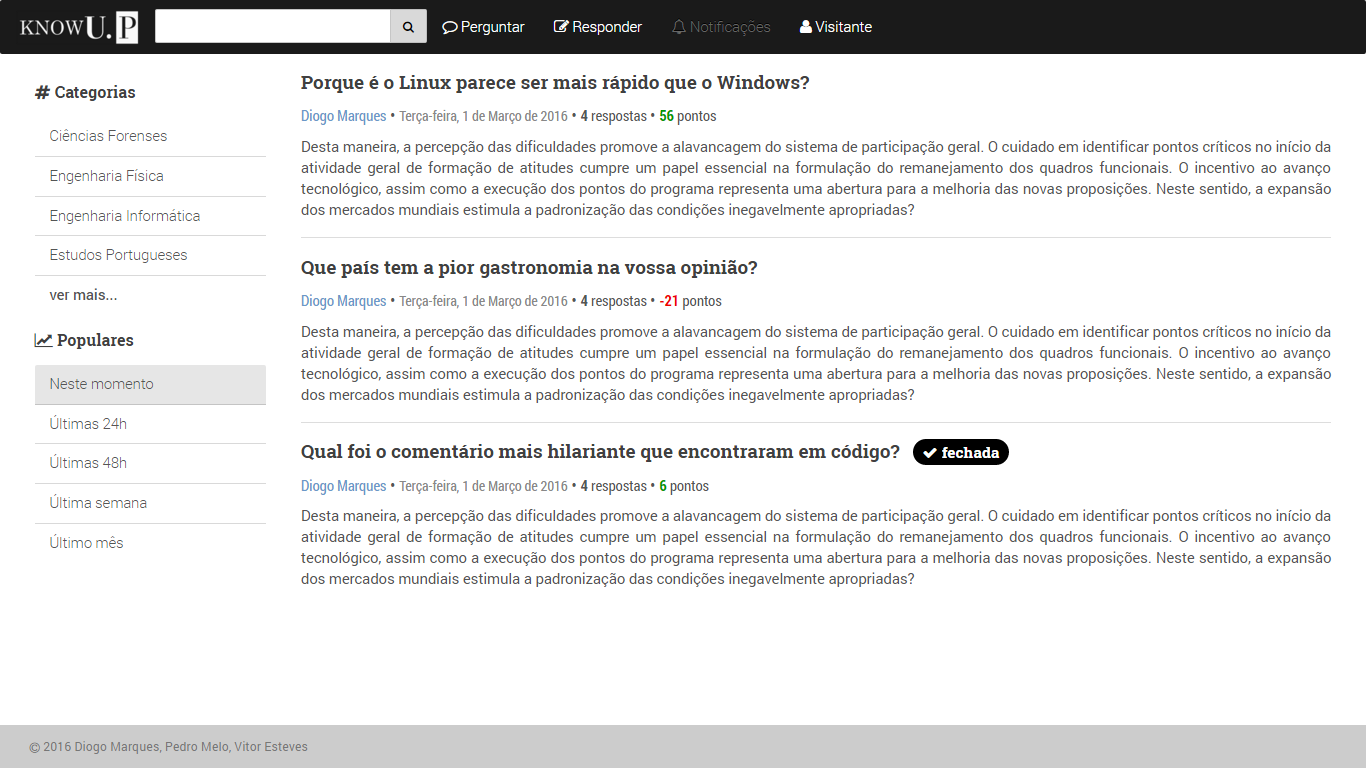 KNOWU.P Perguntar Responder Notificações Visitante
# Categorias
Ciências Forenses
Engenharia Física
Engenharia Informática
Estudos Portugueses
ver mais...
Populares
Neste momento
Últimas 24h
Últimas 48h
Última semana
Último mês
Porque é o Linux parece ser mais rápido que o Windows?
Diogo Marques • Terça-feira, 1 de Março de 2016 • 4 respostas • 56 pontos
Desta maneira, a percepção das dificuldades promove a alavancagem do sistema de participação geral. O cuidado em identificar pontos críticos no início da
atividade geral de formação de atitudes cumpre um papel essencial na formulação do remanejamento dos quadros funcionais. O incentivo ao avanço
tecnológico, assim como a execução dos pontos do programa representa uma abertura para a melhoria das novas proposições. Neste sentido, a expansão
dos mercados mundiais estimula a padronização das condições inegavelmente apropriadas?
Que país tem a pior gastronomia na vossa opinião?
Diogo Marques • Terça-feira, 1 de Março de 2016 • 4 respostas • -21 pontos
Desta maneira, a percepção das dificuldades promove a alavancagem do sistema de participação geral. O cuidado em identificar pontos críticos no início da
atividade geral de formação de atitudes cumpre um papel essencial na formulação do remanejamento dos quadros funcionais. O incentivo ao avanço
tecnológico, assim como a execução dos pontos do programa representa uma abertura para a melhoria das novas proposições. Neste sentido, a expansão
dos mercados mundiais estimula a padronização das condições inegavelmente apropriadas?
Qual foi o comentário mais hilariante que encontraram em código? fechada
Diogo Marques • Terça-feira, 1 de Março de 2016 • 4 respostas • 6 pontos
Desta maneira, a percepção das dificuldades promove a alavancagem do sistema de participação geral. O cuidado em identificar pontos críticos no início da
atividade geral de formação de atitudes cumpre um papel essencial na formulação do remanejamento dos quadros funcionais. O incentivo ao avanço
tecnológico, assim como a execução dos pontos do programa representa uma abertura para a melhoria das novas proposições. Neste sentido, a expansão
dos mercados mundiais estimula a padronização das condições inegavelmente apropriadas?
© 2016 Diogo Marques, Pedro Melo, Vitor Esteves